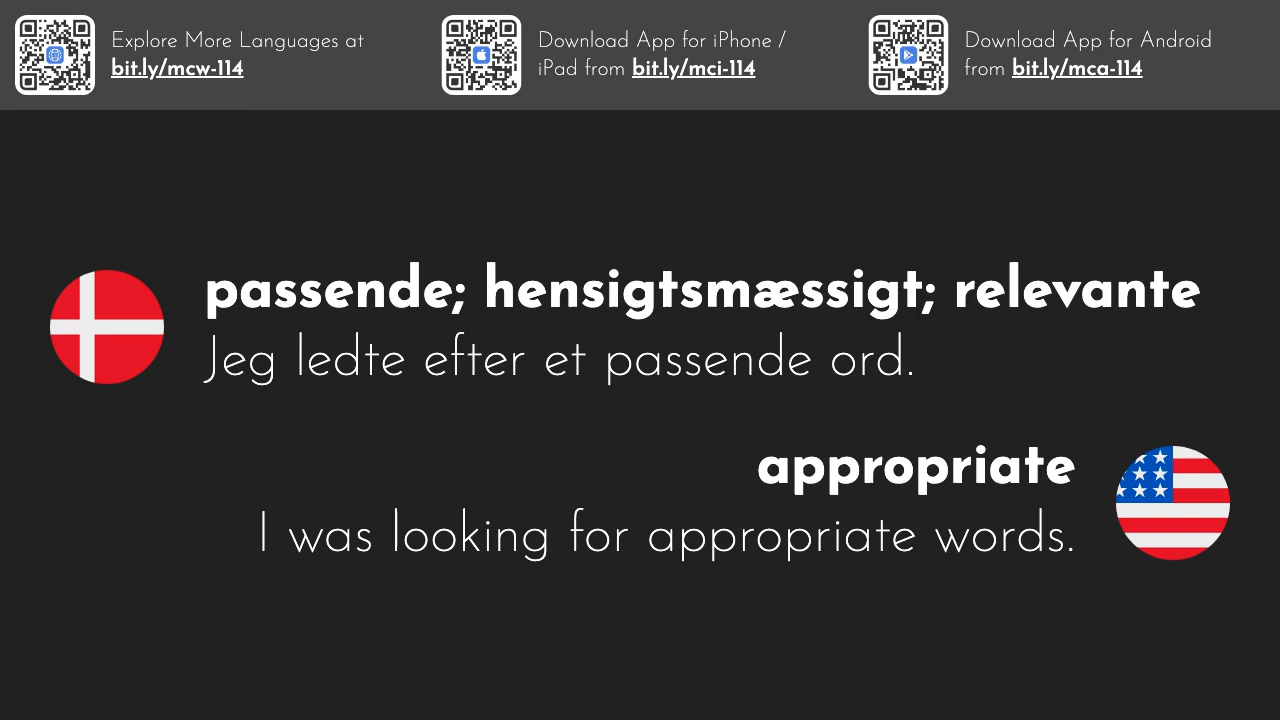 Explore More Languages at
bit.ly/mcw-114
Download App for iPhone /
iPad from bit.ly/mci-114
Download App for Android
from bit.ly/mca-114
passende; hensigtsmæssigt; relevante
Jeg ledte efter et passende ord.
appropriate
I was looking for appropriate words.